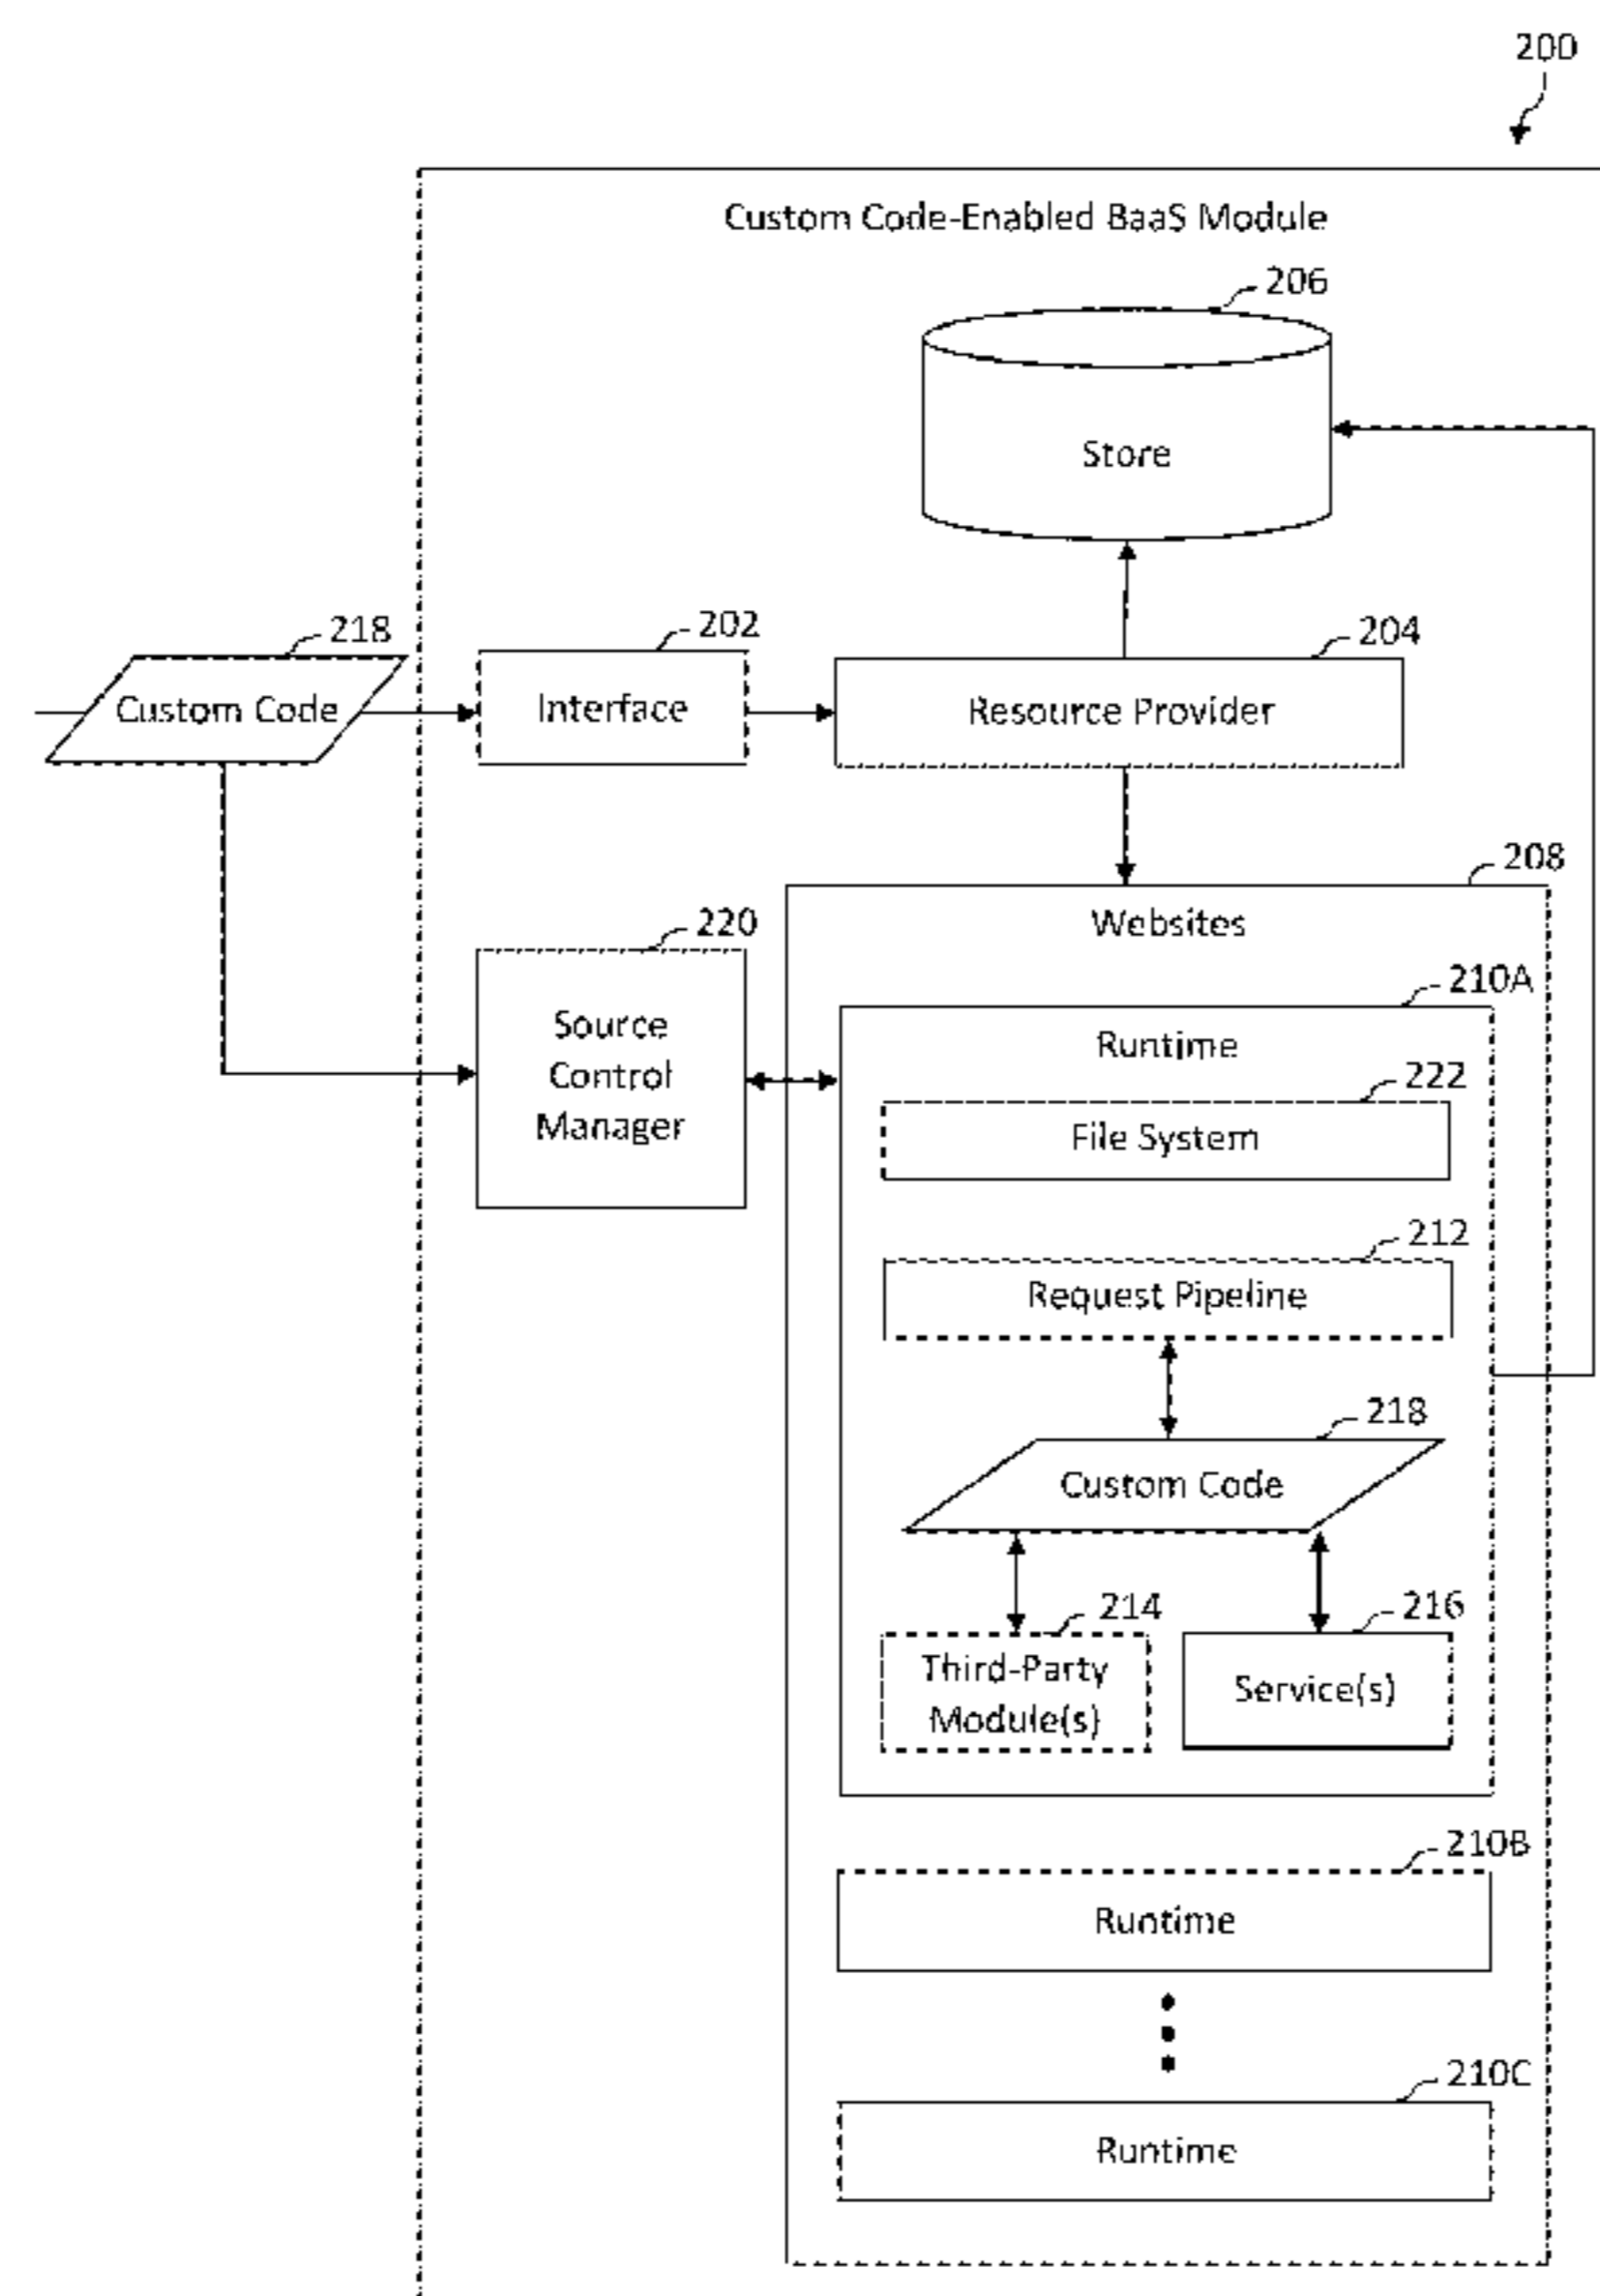 200
Custom Code-Enabled BaaS Module
206
Store
218
Custom Code
202
Interface
204
Resource Provider
208
Websites
220
Source
Control
Manager
210A
Runtime
222
File System
212
Request Pipeline
218
Custom Code
214
Third-Party
Module(s)
216
Service(s)
210B
Runtime
210C
Runtime